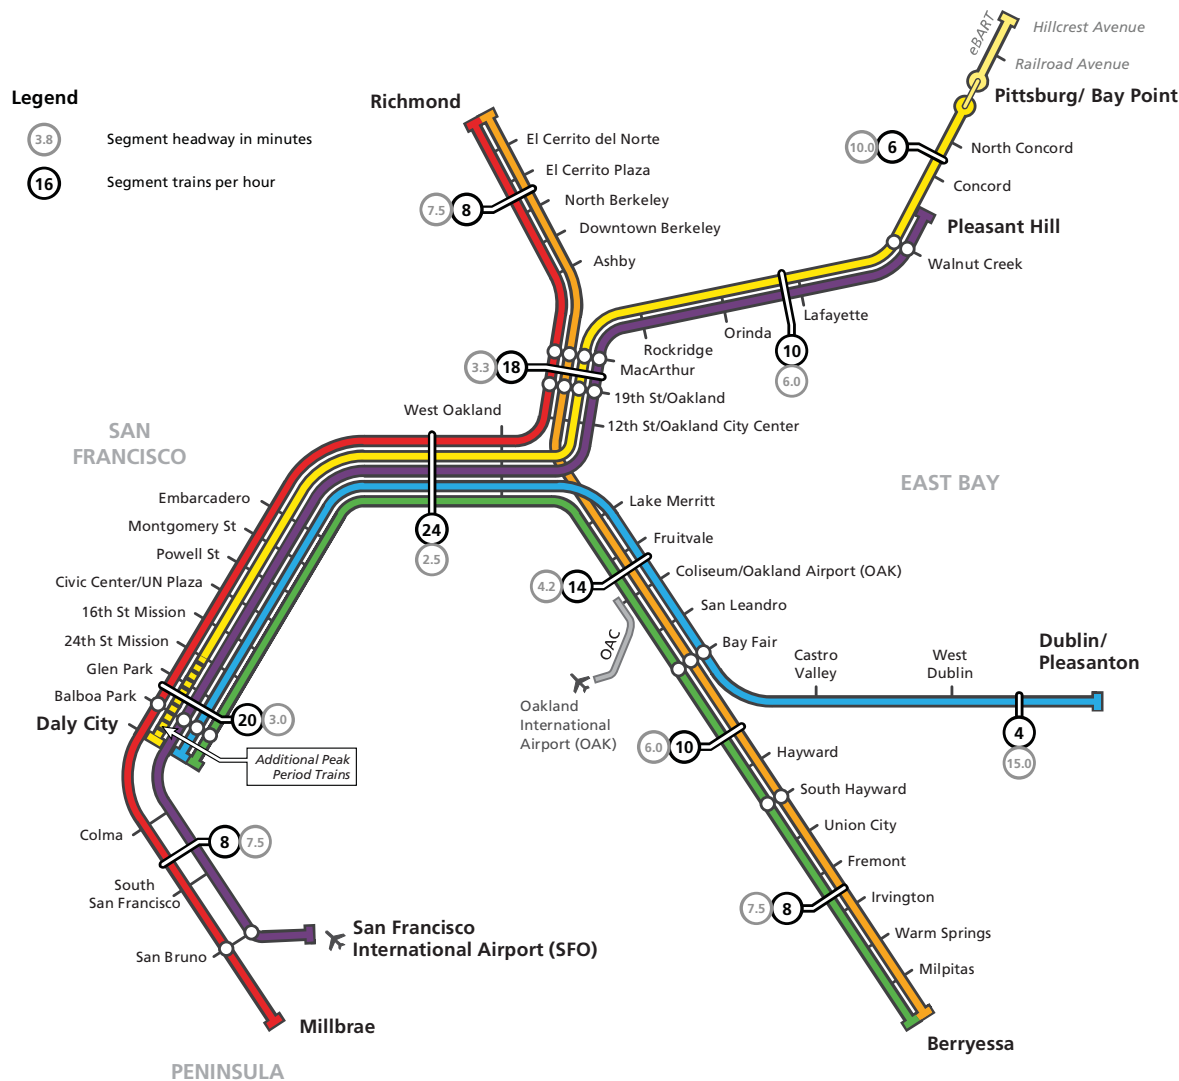 Legend
3.8
Segment headway in minutes
16
Segment trains per hour
eBART
Hillcrest Avenue
Railroad Avenue
Pittsburg/ Bay Point
10.0
6
North Concord
Concord
Pleasant Hill
Walnut Creek
Richmond
El Cerrito del Norte
El Cerrito Plaza
7.5
8
North Berkeley
Downtown Berkeley
Ashby
Lafayette
Orinda
10
6.0
Rockridge
MacArthur
3.3
18
19th St/Oakland
12th St/Oakland City Center
West Oakland
24
2.5
SAN
FRANCISCO
EAST BAY
Embarcadero
Montgomery St
Powell St
Civic Center/UN Plaza
16th St Mission
24th St Mission
Glen Park
Balboa Park
Daly City
20
3.0
Additional Peak
Period Trains
Lake Merritt
Fruitvale
4.2
14
Coliseum/Oakland Airport (OAK)
San Leandro
Bay Fair
OAC
Oakland
International
Airport (OAK)
Castro
Valley
West
Dublin
Dublin/
Pleasanton
4
15.0
6.0
10
Hayward
South Hayward
Union City
Fremont
7.5
8
Irvington
Warm Springs
Milpitas
Berryessa
Colma
8
7.5
South
San Francisco
San Bruno
San Francisco
International Airport (SFO)
Millbrae
PENINSULA